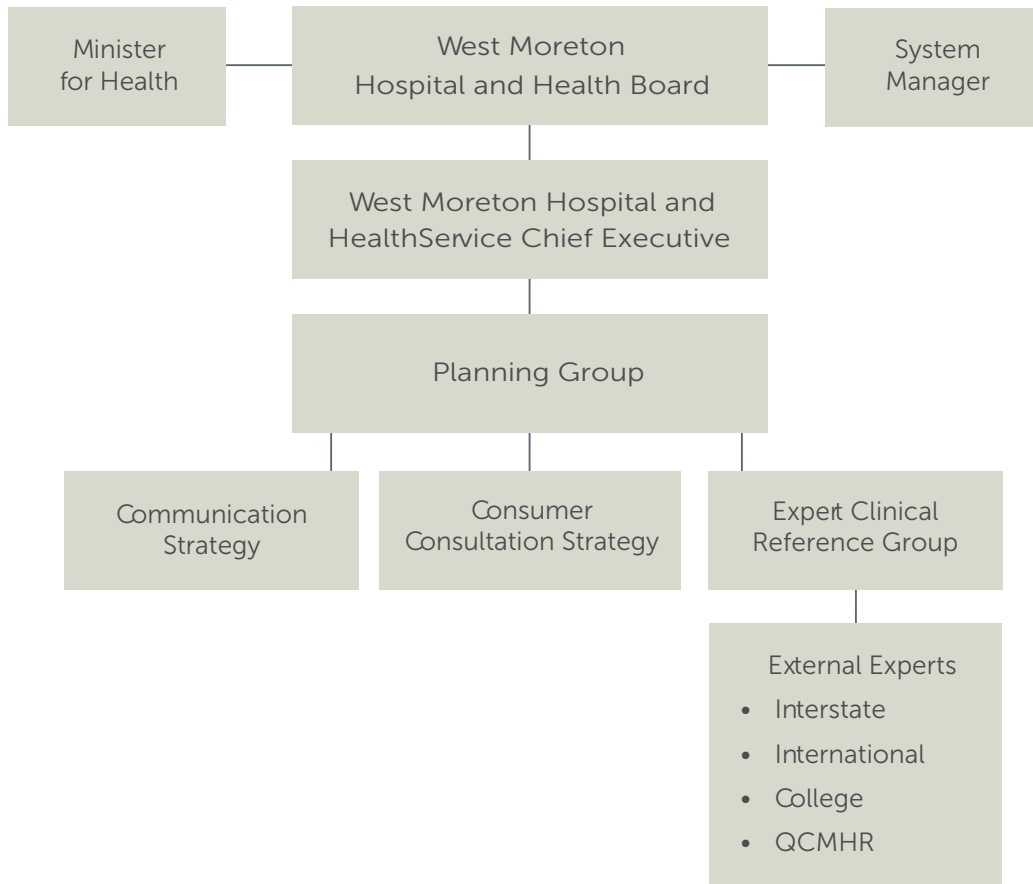 Minister
for Health
West Moreton
Hospital and Health Board
System
Manager
West Moreton Hospital and
HealthService Chief Executive
Planning Group
Communication
Strategy
Consumer
Consultation Strategy
Expert Clinical
Reference Group
External Experts
• Interstate
• International
• College
• QCMHR